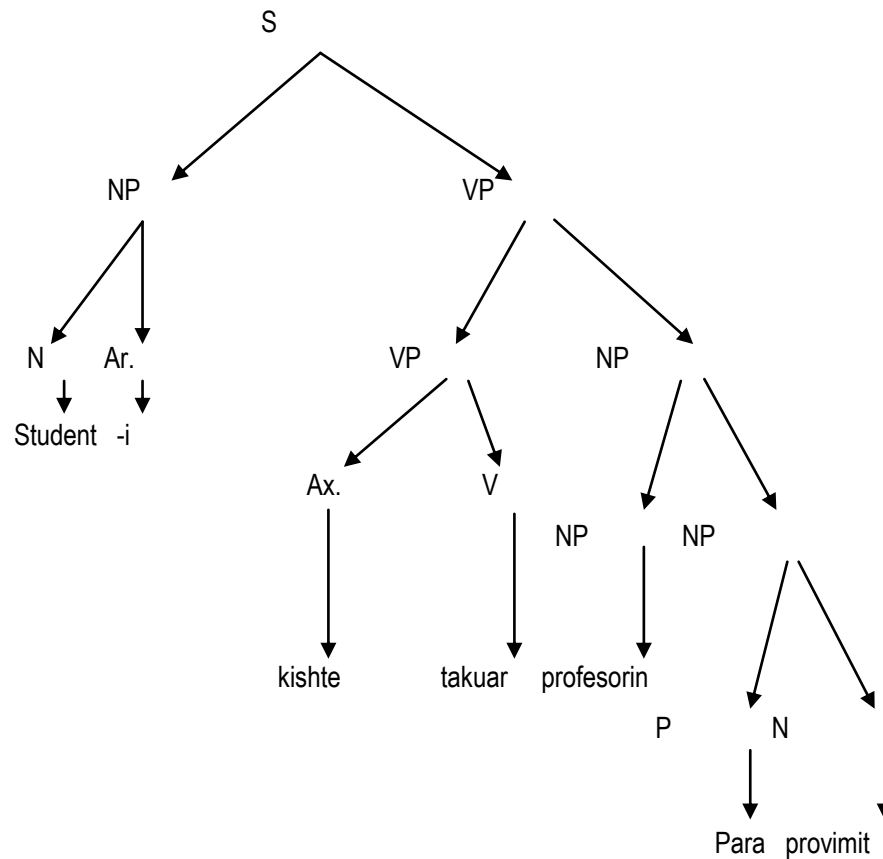 S
NP VP
N Ar. VP NP
Student -i
Ax. V
NP NP
kishte takuar profesorin
P N
Para provimit